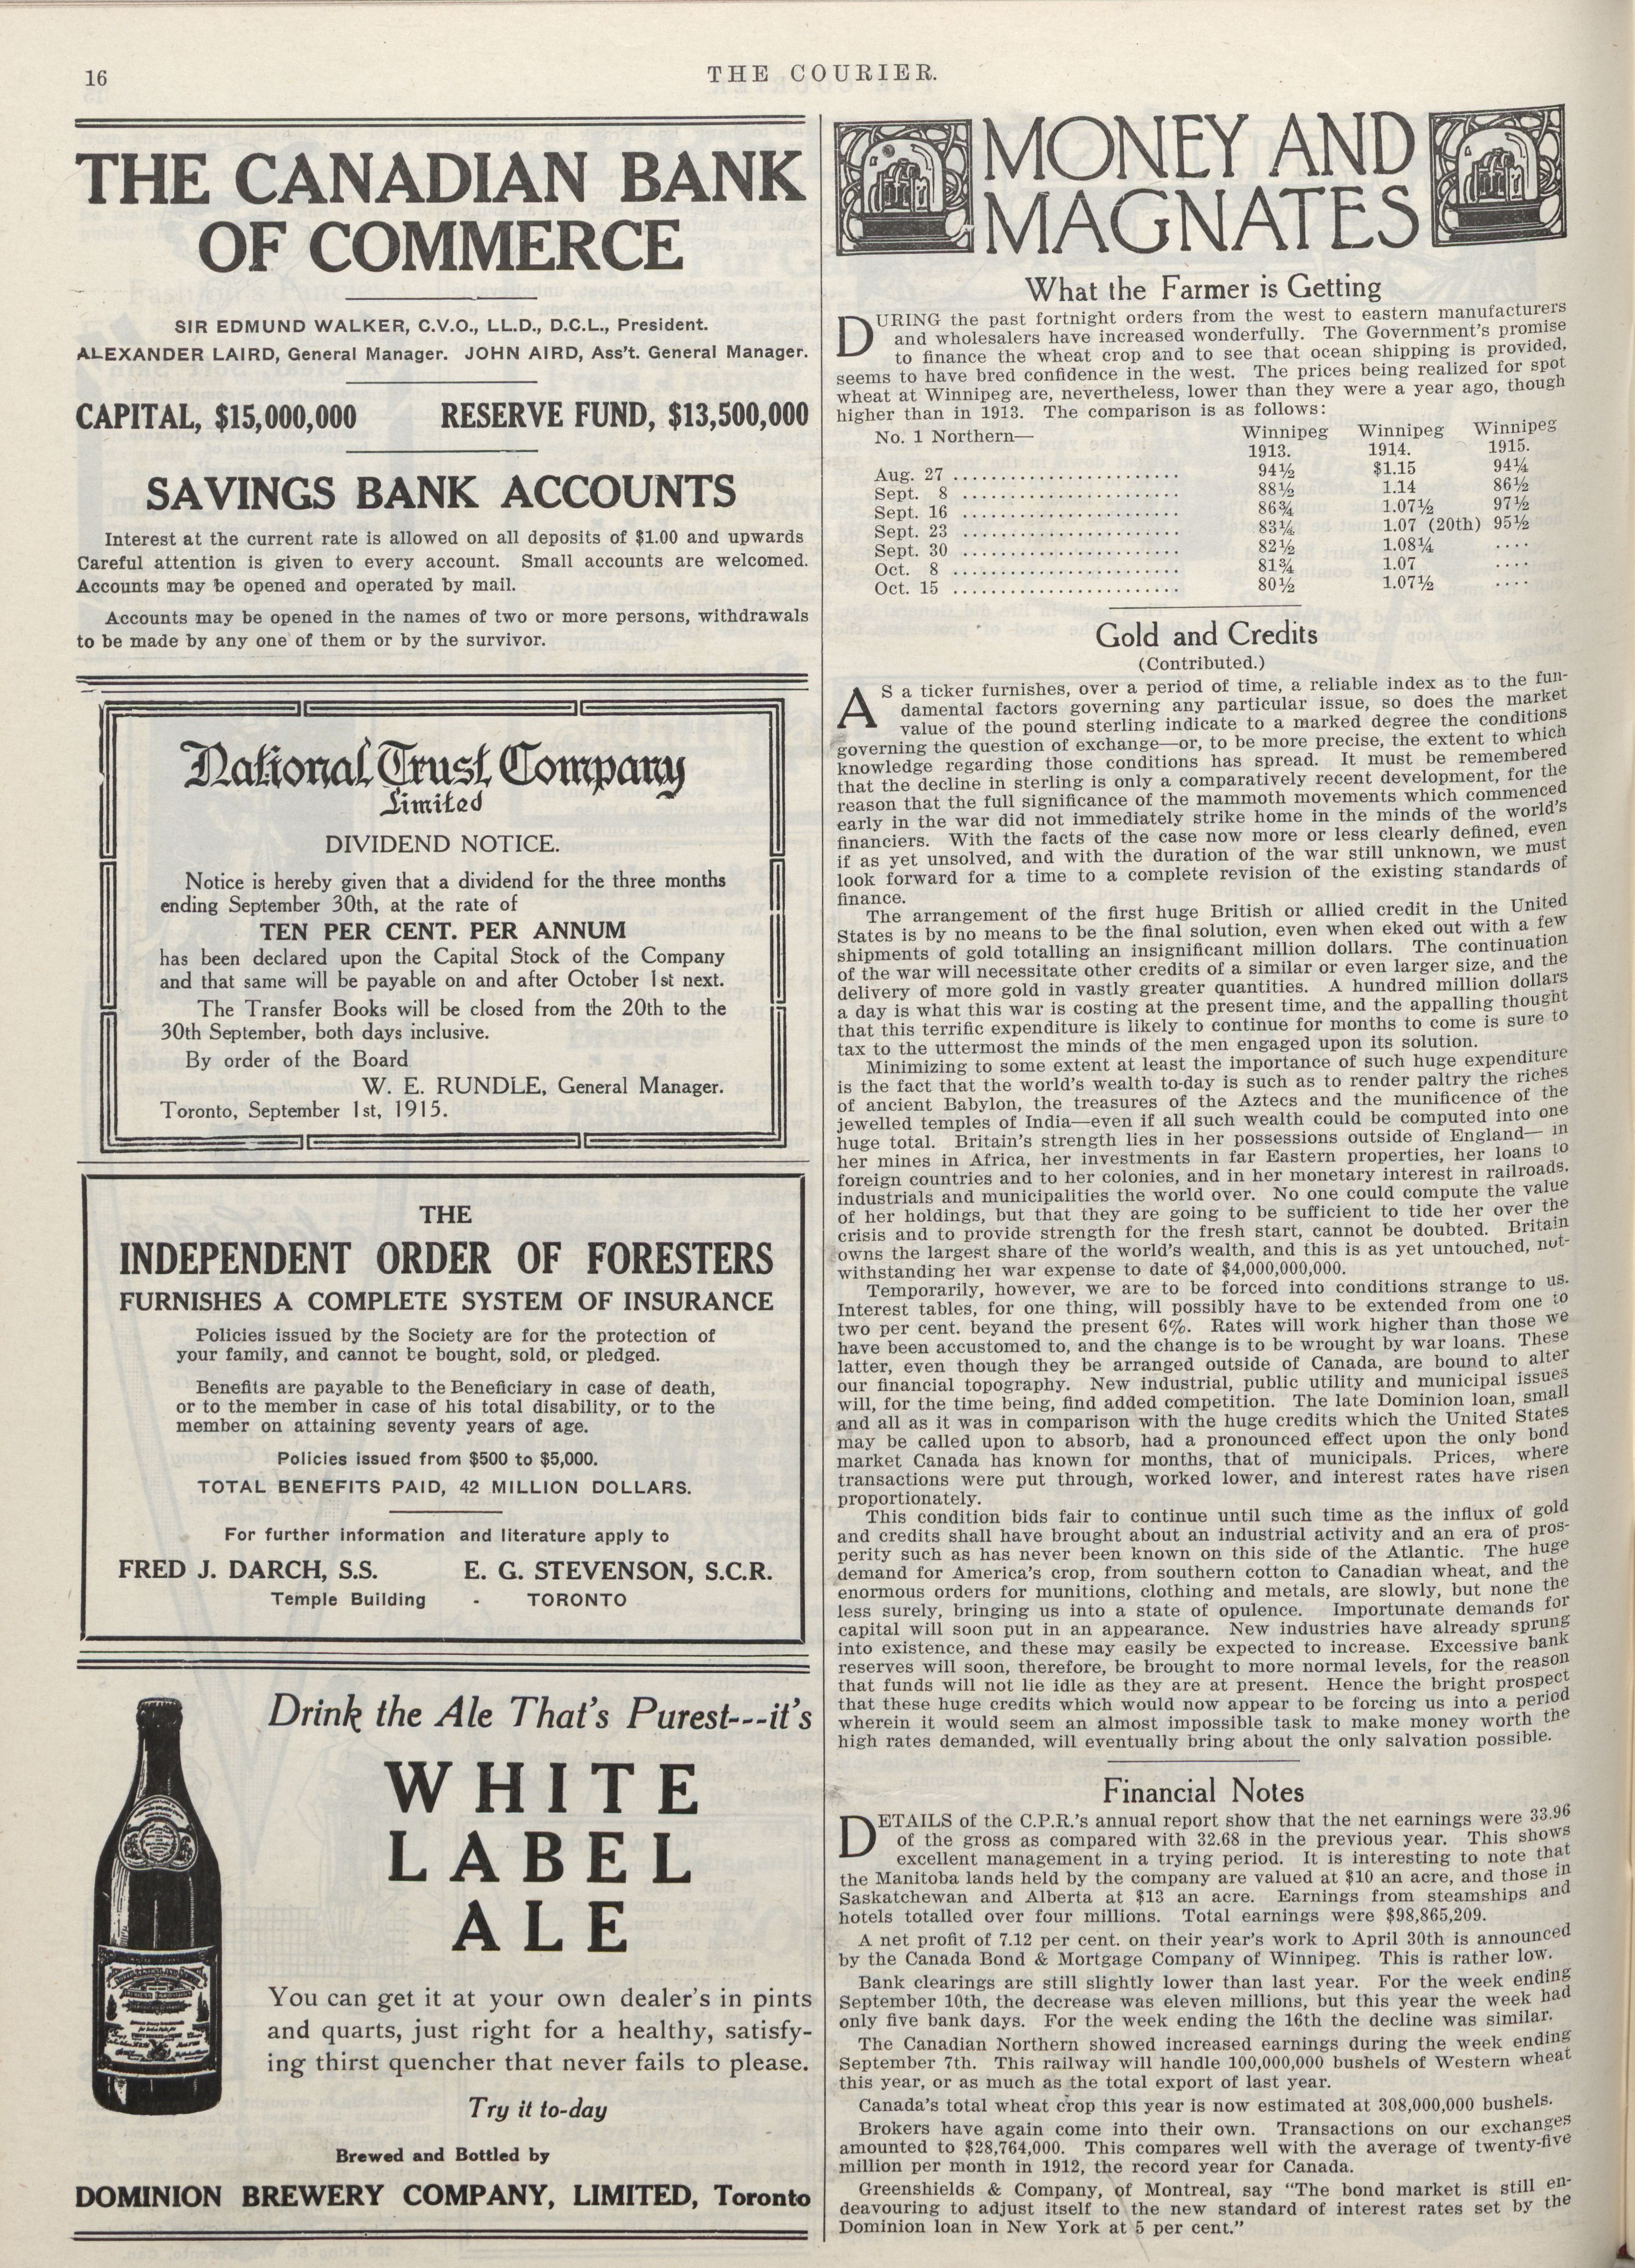 16
THE COURIER.
THE CANADIAN BANK
OF COMMERCE
SIR EDMUND WALKER, C.V.O., LL.D., D.C.L., President.
ALEXANDER LAIRD, General Manager. JOHN AIRD, Ass't. General Manager.
CAPITAL, $15,000,000 RESERVE FUND, $13,500,000
SAVINGS BANK ACCOUNTS
Interest at the current rate is allowed on all deposits of $1.00 and upwards
Careful attention is given to every account. Small accounts are welcomed.
Accounts may be opened and operated by mail.
Accounts may be opened in the names of two or more persons, withdrawals
to be made by any one of them or by the survivor.
National Trust Company
Limited
DIVIDEND NOTICE.
Notice is hereby given that a dividend for the three months
ending September 30th, at the rate of
TEN PER CENT. PER ANNUM
has been declared upon the Capital Stock of the Company
and that same will be payable on and after October 1st next.
The Transfer Books will be closed from the 20th to the
30th September, both days inclusive.
By order of the Board
W. E. RUNDLE, General Manager.
Toronto, September 1st, 1915.
THE
INDEPENDENT ORDER OF FORESTERS
FURNISHES A COMPLETE SYSTEM OF INSURANCE
Policies issued by the Society are for the protection of
your family, and cannot be bought, sold, or pledged.
Benefits are payable to the Beneficiary in case of death,
or to the member in case of his total disability, or to the
member on attaining seventy years of age.
Policies issued from $500 to $5,000.
TOTAL BENEFITS PAID, 42 MILLION DOLLARS.
For further information and literature apply to
FRED J. DARCH, S.S. E. G. STEVENSON, S.C.R.
Temple Building - TORONTO
Drink the Ale That's Purest---it's
WHITE
LABEL
ALE
You can get it at your own dealer's in pints
and quarts, just right for a healthy, satisfy-
ing thirst quencher that never fails to please.
Try it to-day
Brewed and Bottled by
DOMINION BREWERY COMPANY, LIMITED, Toronto
MONEY AND
MAGNATES
What the Farmer is Getting
DURING the past fortnight orders from the west to eastern manufacturers
and wholesalers have increased wonderfully. The Government's promise
to finance the wheat crop and to see that ocean shipping is provided,
seems to have bred confidence in the west. The prices being realized for spot
wheat at Winnipeg are, nevertheless, lower than they were a year ago, though
higher than in 1913. The comparison is as follows:
No. 1 Northern— Winnipeg Winnipeg Winnipeg
1913. 1914. 1915.
Aug. 27 ........................ 94½ $1.15 94¼
Sept. 8 ........................ 88½ 1.14 86½
Sept. 16 ........................ 86¾ 1.07½ 97½
Sept. 23 ........................ 83¼ 1.07 (20th) 95½
Sept. 30 ........................ 82½ 1.08¼ ....
Oct. 8 ........................ 81¾ 1.07 ....
Oct. 15 ........................ 80½ 1.07½ ....
Gold and Credits
(Contributed.)
AS a ticker furnishes, over a period of time, a reliable index as to the fun-
damental factors governing any particular issue, so does the market
value of the pound sterling indicate to a marked degree the conditions
governing the question of exchange—or, to be more precise, the extent to which
knowledge regarding those conditions has spread. It must be remembered
that the decline in sterling is only a comparatively recent development, for the
reason that the full significance of the mammoth movements which commenced
early in the war did not immediately strike home in the minds of the world's
financiers. With the facts of the case now more or less clearly defined, even
if as yet unsolved, and with the duration of the war still unknown, we must
look forward for a time to a complete revision of the existing standards of
finance.
The arrangement of the first huge British or allied credit in the United
States is by no means to be the final solution, even when eked out with a few
shipments of gold totalling an insignificant million dollars. The continuation
of the war will necessitate other credits of a similar or even larger size, and the
delivery of more gold in vastly greater quantities. A hundred million dollars
a day is what this war is costing at the present time, and the appalling thought
that this terrific expenditure is likely to continue for months to come is sure to
tax to the uttermost the minds of the men engaged upon its solution.
Minimizing to some extent at least the importance of such huge expenditure
is the fact that the world's wealth to-day is such as to render paltry the riches
of ancient Babylon, the treasures of the Aztecs and the munificence of the
jewelled temples of India—even if all such wealth could be computed into one
huge total. Britain's strength lies in her possessions outside of England— in
her mines in Africa, her investments in far Eastern properties, her loans to
foreign countries and to her colonies, and in her monetary interest in railroads.
industrials and municipalities the world over. No one could compute the value
of her holdings, but that they are going to be sufficient to tide her over the
crisis and to provide strength for the fresh start, cannot be doubted. Britain
owns the largest share of the world's wealth, and this is as yet untouched, not-
withstanding her war expense to date of $4,000,000,000.
Temporarily, however, we are to be forced into conditions strange to us.
Interest tables, for one thing, will possibly have to be extended from one to
two per cent. beyand the present 6%. Rates will work higher than those we
have been accustomed to, and the change is to be wrought by war loans. These
latter, even though they be arranged outside of Canada, are bound to alter
our financial topography. New industrial, public utility and municipal issues
will, for the time being, find added competition. The late Dominion loan, small
and all as it was in comparison with the huge credits which the United States
may be called upon to absorb, had a pronounced effect upon the only bond
market Canada has known for months, that of municipals. Prices, where
transactions were put through, worked lower, and interest rates have risen
proportionately.
This condition bids fair to continue until such time as the influx of gold
and credits shall have brought about an industrial activity and an era of pros-
perity such as has never been known on this side of the Atlantic. The huge
demand for America's crop, from southern cotton to Canadian wheat, and the
enormous orders for munitions, clothing and metals, are slowly, but none the
less surely, bringing us into a state of opulence. Importunate demands for
capital will soon put in an appearance. New industries have already sprung
into existence, and these may easily be expected to increase. Excessive bank
reserves will soon, therefore, be brought to more normal levels, for the reason
that funds will not lie idle as they are at present. Hence the bright prospect
that these huge credits which would now appear to be forcing us into a period
wherein it would seem an almost impossible task to make money worth the
high rates demanded, will eventually bring about the only salvation possible.
Financial Notes
DETAILS of the C.P.R.'s annual report show that the net earnings were 33.96
of the gross as compared with 32.68 in the previous year. This shows
excellent management in a trying period. It is interesting to note that
the Manitoba lands held by the company are valued at $10 an acre, and those in
Saskatchewan and Alberta at $13 an acre. Earnings from steamships and
hotels totalled over four millions. Total earnings were $98,865,209.
A net profit of 7.12 per cent. on their year's work to April 30th is announced
by the Canada Bond & Mortgage Company of Winnipeg. This is rather low.
Bank clearings are still slightly lower than last year. For the week ending
September 10th, the decrease was eleven millions, but this year the week had
only five bank days. For the week ending the 16th the decline was similar.
The Canadian Northern showed increased earnings during the week ending
September 7th. This railway will handle 100,000,000 bushels of Western wheat
this year, or as much as the total export of last year.
Canada's total wheat crop this year is now estimated at 308,000,000 bushels.
Brokers have again come into their own. Transactions on our exchanges
amounted to $28,764,000. This compares well with the average of twenty-five
million per month in 1912, the record year for Canada.
Greenshields & Company, of Montreal, say "The bond market is still en-
deavouring to adjust itself to the new standard of interest rates set by the
Dominion loan in New York at 5 per cent."